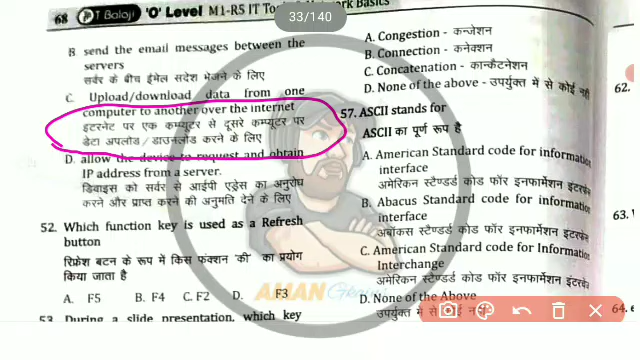 33/140
68 IT Balaji 'O' Level M1-R5 IT Networks Basics
B. send the email messages between the
servers
सर्वर के बीच ईमेल सदेश भेजने के लिए
C. Upload/download data from one
computer to another over the internet
इटरनेट पर एक कम्प्यूटर से दूसरे कम्प्यूटर पर
डेटा अपलोड / डाउनलोड करने के लिए
D. allow the device to request and obtain
IP address from a server.
डिवाइस को सर्वर से आईपी एड्रेस का अनुरोध
करने और प्राप्त करने की अनुमति देने के लिए
52. Which function key is used as a Refresh
button
रिफ्रेश बटन के रूप में किस फंक्शन 'की' का प्रयोग
किया जाता है
A. F5 B. F4 C. F2 D. F3
53. During a slide presentation, which key
A. Congestion - कन्जेशन
B. Connection - कनेक्शन
C. Concatenation - कान्कैटनेशन
D. None of the above - उपर्युक्त में से कोई नही
57. ASCII stands for
ASCII का पूर्ण रूप है
A. American Standard code for information
interface
अमेरिकन स्टैण्डर्ड कोड फॉर इनफार्मेशन
B. Abacus Standard code for information
interface
अबॉकस स्टैण्डर्ड कोड फॉर इनफार्मेशन
C. American Standard code for Information
Interchange
अमेरिकन स्टैण्डर्ड कोड फॉर इनफार्मेशन
D. None of the Above
उपर्युक्त में से
62.
63.
64.
AMAN